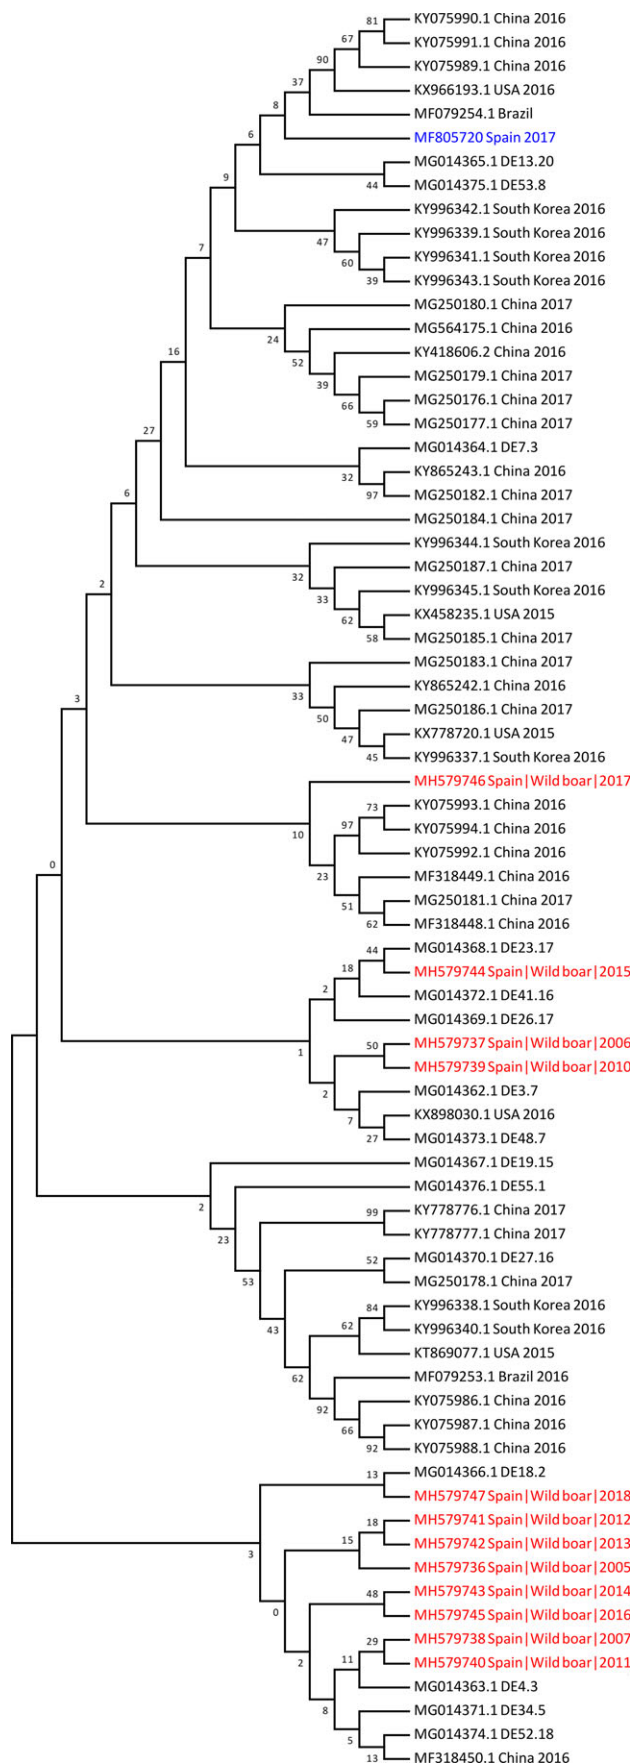 KY075990.1 China 2016
81
KY075991.1 China 2016
67
KY075989.1 China 2016
90
KX966193.1 USA 2016
37
MF079254.1 Brazil
8
MF805720 Spain 2017
6
MG014365.1 DE13.20
44
MG014375.1 DE53.8
9
KY996342.1 South Korea 2016
47
KY996339.1 South Korea 2016
60
KY996341.1 South Korea 2016
39
KY996343.1 South Korea 2016
7
MG250180.1 China 2017
24
MG564175.1 China 2016
52
KY418606.2 China 2016
39
MG250179.1 China 2017
66
MG250176.1 China 2017
59
MG250177.1 China 2017
16
MG014364.1 DE7.3
32
KY865243.1 China 2016
97
MG250182.1 China 2017
27
MG250184.1 China 2017
6
KY996344.1 South Korea 2016
32
MG250187.1 China 2017
33
KY996345.1 South Korea 2016
62
KX458235.1 USA 2015
58
MG250185.1 China 2017
2
MG250183.1 China 2017
33
KY865242.1 China 2016
50
MG250186.1 China 2017
47
KX778720.1 USA 2015
45
KY996337.1 South Korea 2016
3
MH579746 Spain|Wild boar|2017
10
KY075993.1 China 2016
73
KY075994.1 China 2016
97
KY075992.1 China 2016
23
MF318449.1 China 2016
51
MG250181.1 China 2017
62
MF318448.1 China 2016
0
MG014368.1 DE23.17
44
MH579744 Spain|Wild boar|2015
18
MG014372.1 DE41.16
2
MG014369.1 DE26.17
1
MH579737 Spain|Wild boar|2006
50
MH579739 Spain|Wild boar|2010
2
MG014362.1 DE3.7
7
KX898030.1 USA 2016
27
MG014373.1 DE48.7
MG014367.1 DE19.15
2
MG014376.1 DE55.1
23
KY778776.1 China 2017
99
KY778777.1 China 2017
53
MG014370.1 DE27.16
52
MG250178.1 China 2017
43
KY996338.1 South Korea 2016
84
KY996340.1 South Korea 2016
62
KT869077.1 USA 2015
62
MF079253.1 Brazil 2016
92
KY075986.1 China 2016
66
KY075987.1 China 2016
92
KY075988.1 China 2016
MG014366.1 DE18.2
13
MH579747 Spain|Wild boar|2018
3
MH579741 Spain|Wild boar|2012
18
MH579742 Spain|Wild boar|2013
15
MH579736 Spain|Wild boar|2005
0
MH579743 Spain|Wild boar|2014
48
MH579745 Spain|Wild boar|2016
2
MH579738 Spain|Wild boar|2007
29
MH579740 Spain|Wild boar|2011
11
MG014363.1 DE4.3
8
MG014371.1 DE34.5
5
MG014374.1 DE52.18
13
MF318450.1 China 2016